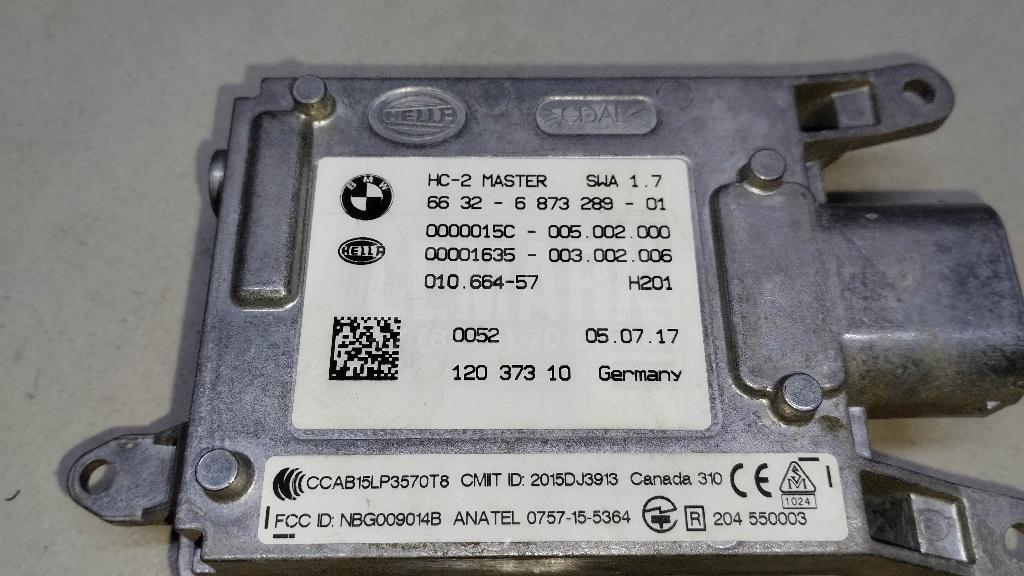 HELLA
>GDAL<
BMW
HC-2 MASTER SWA 1.7
66 32 - 6 873 289 - 01
0000015C - 005.002.000
HELLA
00001635 - 003.002.006
010.664-57 H201
0052 05.07.17
120 373 10 Germany
CCAB15LP3570T8 CMIIT ID: 2015DJ3913 Canada 310 CE
1024
FCC ID: NBG009014B ANATEL 0757-15-5364 R 204 550003